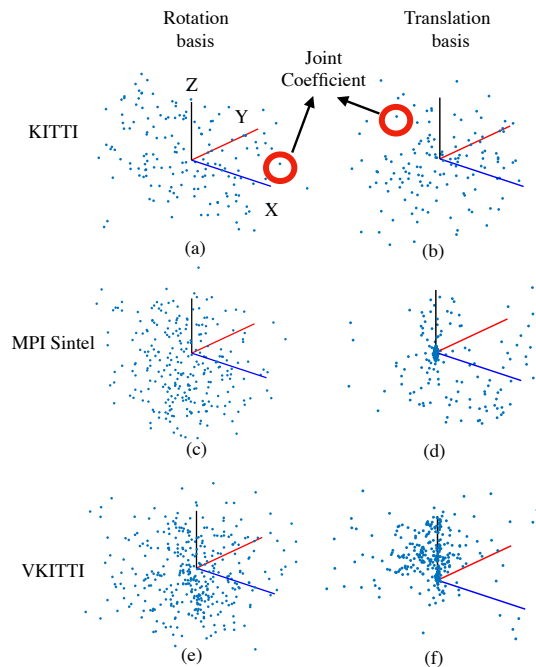 Rotation
basis
Translation
basis
Joint
Coefficient
Z
Y
KITTI
X
(a)
(b)
MPI Sintel
(c)
(d)
VKITTI
(e)
(f)